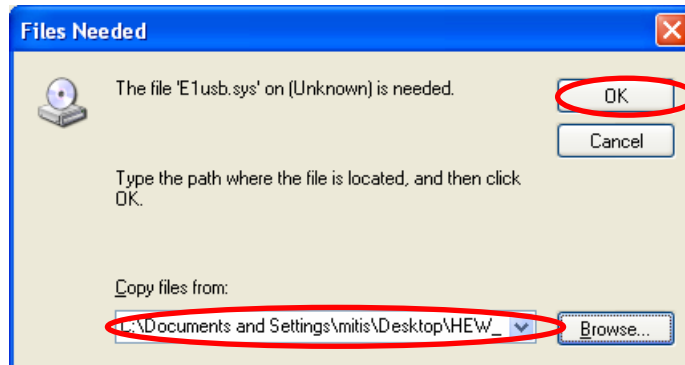 Files Needed
The file 'E1usb.sys' on (Unknown) is needed.
OK
Cancel
Type the path where the file is located, and then click
OK.
Copy files from:
C:\Documents and Settings\mitis\Desktop\HEW_
Browse...